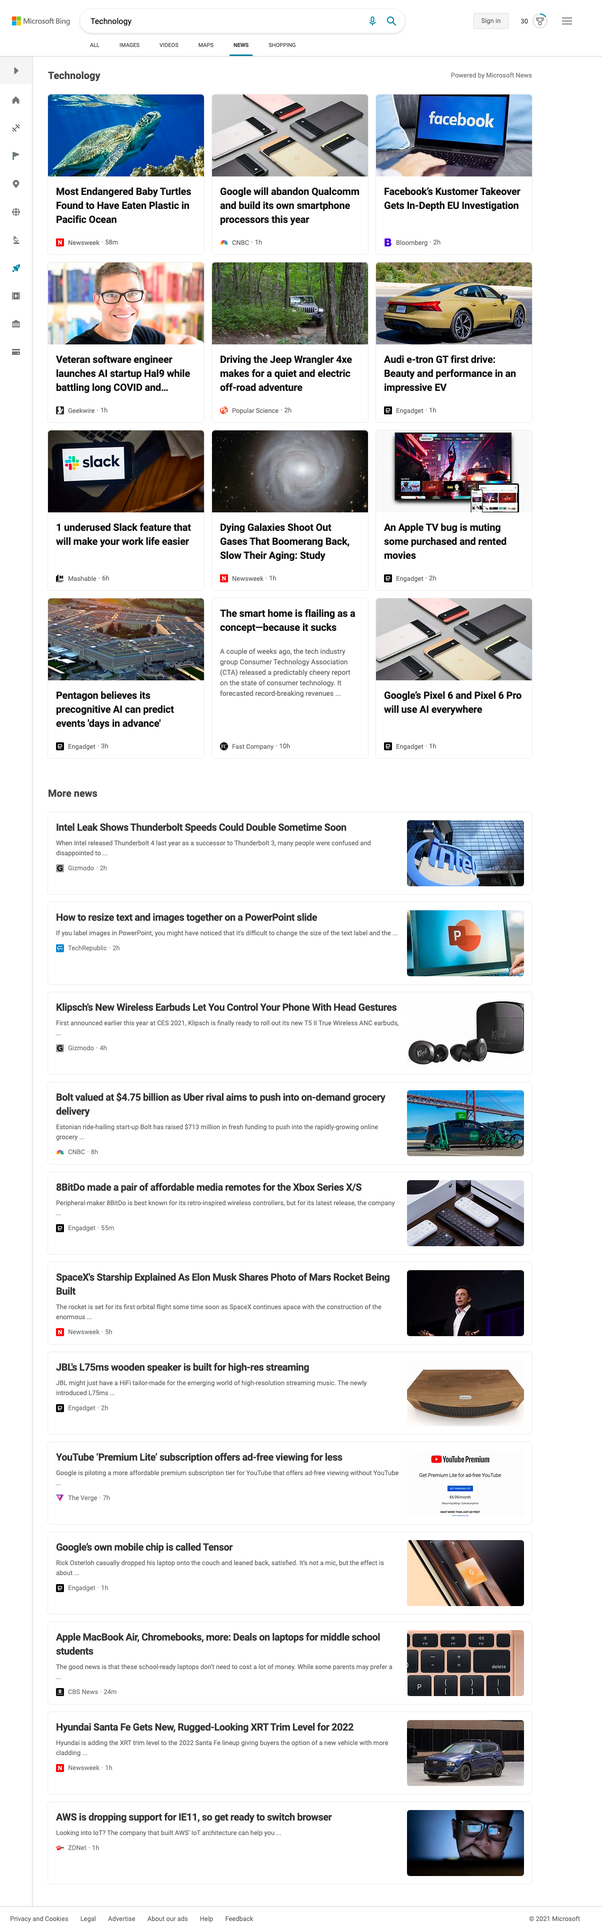 Microsoft Bing
Technology
Sign in
30
ALL
IMAGES
VIDEOS
MAPS
NEWS
SHOPPING
Technology
Powered by Microsoft News
Most Endangered Baby Turtles
Found to Have Eaten Plastic in
Pacific Ocean
Newsweek · 58m
Google will abandon Qualcomm
and build its own smartphone
processors this year
CNBC · 1h
facebook
Facebook's Kustomer Takeover
Gets In-Depth EU Investigation
Bloomberg · 2h
Veteran software engineer
launches AI startup Hal9 while
battling long COVID and...
Geekwire · 1h
Driving the Jeep Wrangler 4xe
makes for a quiet and electric
off-road adventure
Popular Science · 2h
Audi e-tron GT first drive:
Beauty and performance in an
impressive EV
Engadget · 1h
slack
1 underused Slack feature that
will make your work life easier
Mashable · 6h
Dying Galaxies Shoot Out
Gases That Boomerang Back,
Slow Their Aging: Study
Newsweek · 1h
An Apple TV bug is muting
some purchased and rented
movies
Engadget · 2h
Pentagon believes its
precognitive AI can predict
events 'days in advance'
Engadget · 3h
The smart home is flailing as a
concept—because it sucks
A couple of weeks ago, the tech industry
group Consumer Technology Association
(CTA) released a predictably cheery report
on the state of consumer technology. It
forecasted record-breaking revenues ...
Fast Company · 10h
Google's Pixel 6 and Pixel 6 Pro
will use AI everywhere
Engadget · 1h
More news
Intel Leak Shows Thunderbolt Speeds Could Double Sometime Soon
When Intel released Thunderbolt 4 last year as a successor to Thunderbolt 3, many people were confused and
disappointed to ...
Gizmodo · 2h
intel
How to resize text and images together on a PowerPoint slide
If you label images in PowerPoint, you might have noticed that it's difficult to change the size of the text label and the ...
TechRepublic · 2h
P
Klipsch's New Wireless Earbuds Let You Control Your Phone With Head Gestures
First announced earlier this year at CES 2021, Klipsch is finally ready to roll out its new T5 II True Wireless ANC earbuds,
...
Gizmodo · 4h
Bolt valued at $4.75 billion as Uber rival aims to push into on-demand grocery
delivery
Estonian ride-hailing start-up Bolt has raised $713 million in fresh funding to push into the rapidly-growing online
grocery ...
CNBC · 8h
8BitDo made a pair of affordable media remotes for the Xbox Series X/S
Peripheral-maker 8BitDo is best known for its retro-inspired wireless controllers, but for its latest release, the company
...
Engadget · 55m
SpaceX's Starship Explained As Elon Musk Shares Photo of Mars Rocket Being
Built
The rocket is set for its first orbital flight some time soon as SpaceX continues apace with the construction of the
enormous ...
Newsweek · 5h
JBL's L75ms wooden speaker is built for high-res streaming
JBL might just have a HiFi tailor-made for the emerging world of high-resolution streaming music. The newly
introduced L75ms ...
Engadget · 2h
YouTube 'Premium Lite' subscription offers ad-free viewing for less
Google is piloting a more affordable premium subscription tier for YouTube that offers ad-free viewing without YouTube
...
The Verge · 7h
YouTube Premium
Get Premium Lite for ad-free YouTube
Google's own mobile chip is called Tensor
Rick Osterloh casually dropped his laptop onto the couch and leaned back, satisfied. It's not a mic, but the effect is
about ...
Engadget · 1h
Apple MacBook Air, Chromebooks, more: Deals on laptops for middle school
students
The good news is that these school-ready laptops don't need to cost a lot of money. While some parents may prefer a
...
CBS News · 24m
delete
P
Hyundai Santa Fe Gets New, Rugged-Looking XRT Trim Level for 2022
Hyundai is adding the XRT trim level to the 2022 Santa Fe lineup giving buyers the option of a new vehicle with more
cladding ...
Newsweek · 1h
AWS is dropping support for IE11, so get ready to switch browser
Looking into IoT? The company that built AWS' IoT architecture can help you ...
ZDNet · 1h
Privacy and Cookies
Legal
Advertise
About our ads
Help
Feedback
© 2021 Microsoft